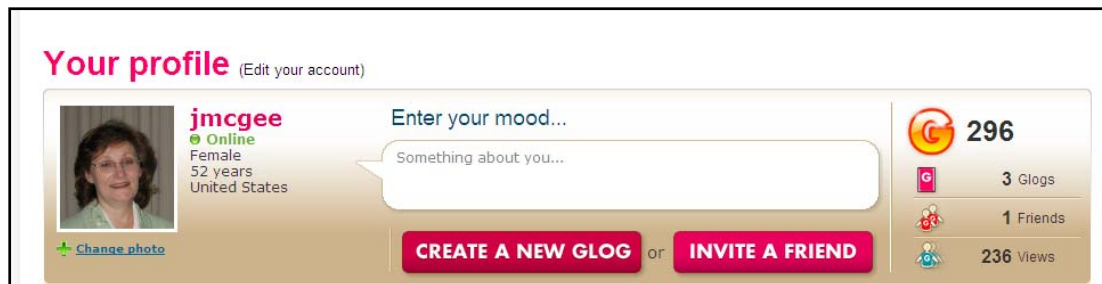 Your profile (Edit your account)
jmcgee
Online
Female
52 years
United States
Change photo
Enter your mood...
Something about you...
CREATE A NEW GLOG or INVITE A FRIEND
G 296
G 3 Glogs
1 Friends
G 236 Views